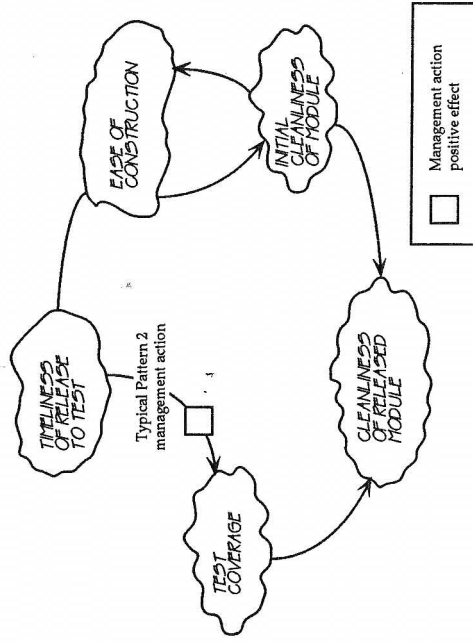 TIMELINESS
OF RELEASE
TO TEST
EASE OF
CONSTRUCTION
Typical Pattern 2
management action
INITIAL
CLEANLINESS
OF MODULE
TEST
COVERAGE
CLEANLINESS
OF RELEASED
MODULE
Management action
positive effect